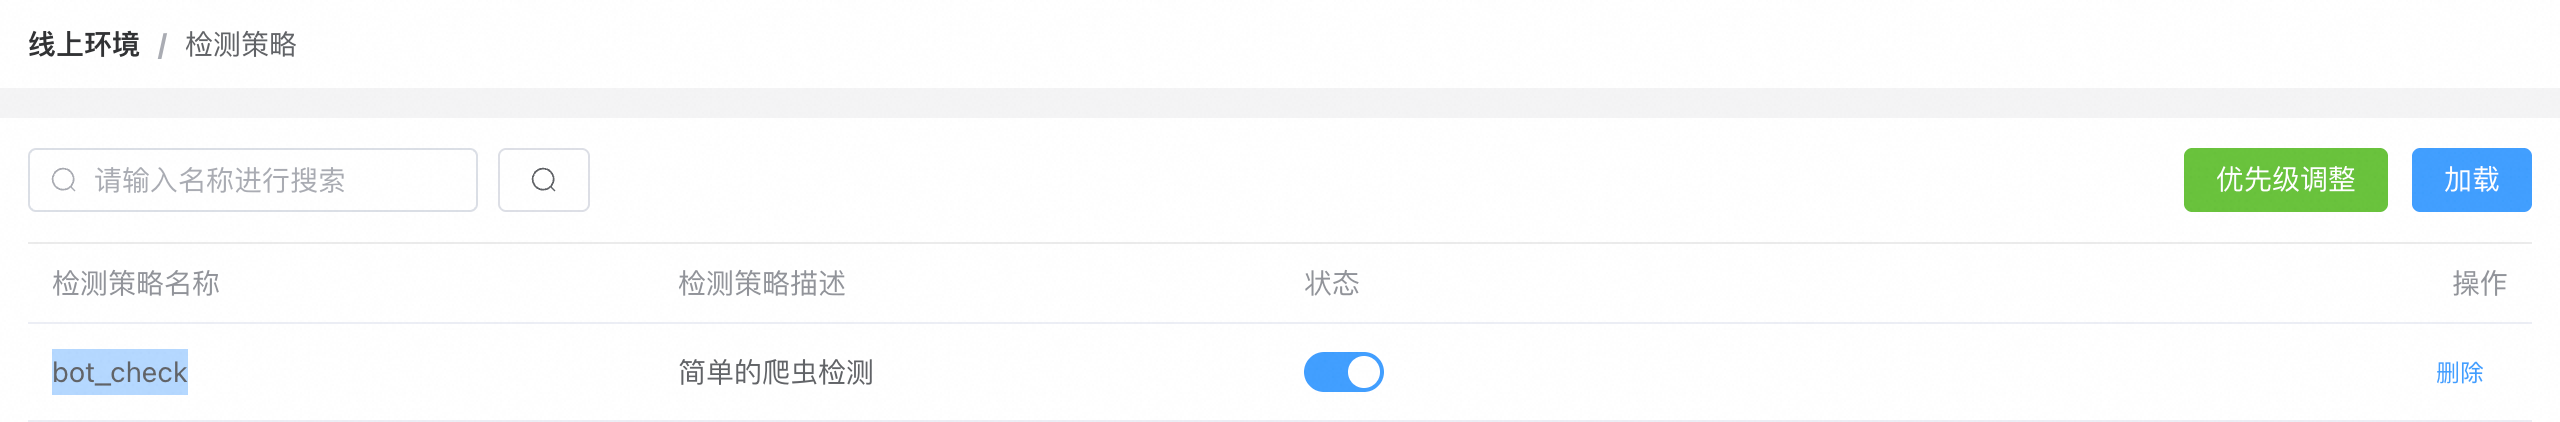 线上环境 / 检测策略
请输入名称进行搜索 优先级调整 加载
检测策略名称 检测策略描述 状态 操作
bot_check 简单的爬虫检测 删除